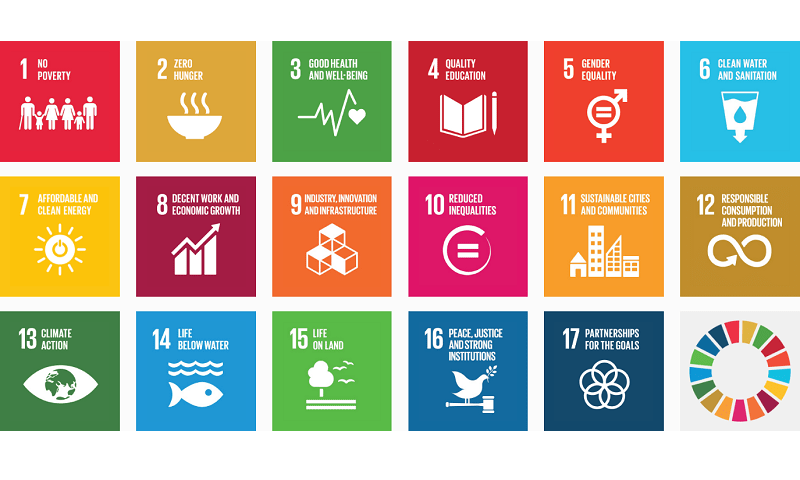 1 NO
POVERTY
2 ZERO
HUNGER
3 GOOD HEALTH
AND WELL-BEING
4 QUALITY
EDUCATION
5 GENDER
EQUALITY
6 CLEAN WATER
AND SANITATION
7 AFFORDABLE AND
CLEAN ENERGY
8 DECENT WORK AND
ECONOMIC GROWTH
9 INDUSTRY, INNOVATION
AND INFRASTRUCTURE
10 REDUCED
INEQUALITIES
11 SUSTAINABLE CITIES
AND COMMUNITIES
12 RESPONSIBLE
CONSUMPTION
AND PRODUCTION
13 CLIMATE
ACTION
14 LIFE
BELOW WATER
15 LIFE
ON LAND
16 PEACE, JUSTICE
AND STRONG
INSTITUTIONS
17 PARTNERSHIPS
FOR THE GOALS